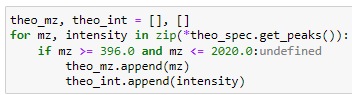 theo_mz, theo_int = [], []
for mz, intensity in zip(*theo_spec.get_peaks()):
    if mz >= 396.0 and mz <= 2020.0:undefined
        theo_mz.append(mz)
        theo_int.append(intensity)